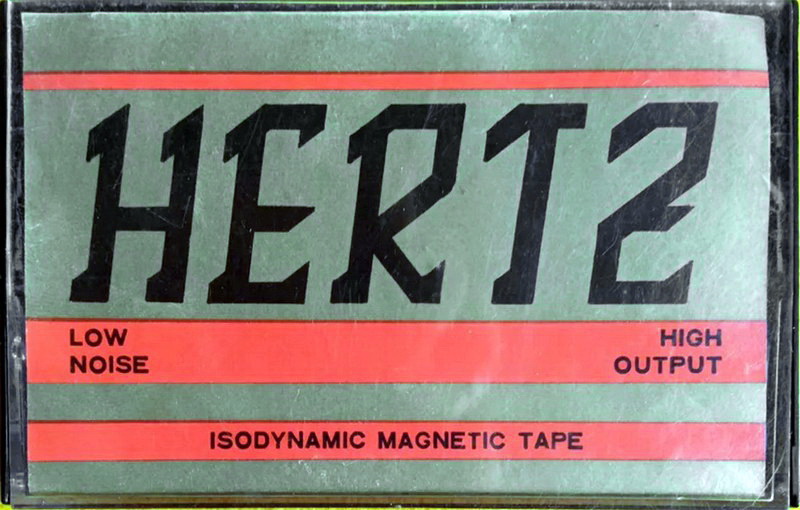 HERTZ
LOW
NOISE
HIGH
OUTPUT
ISODYNAMIC MAGNETIC TAPE